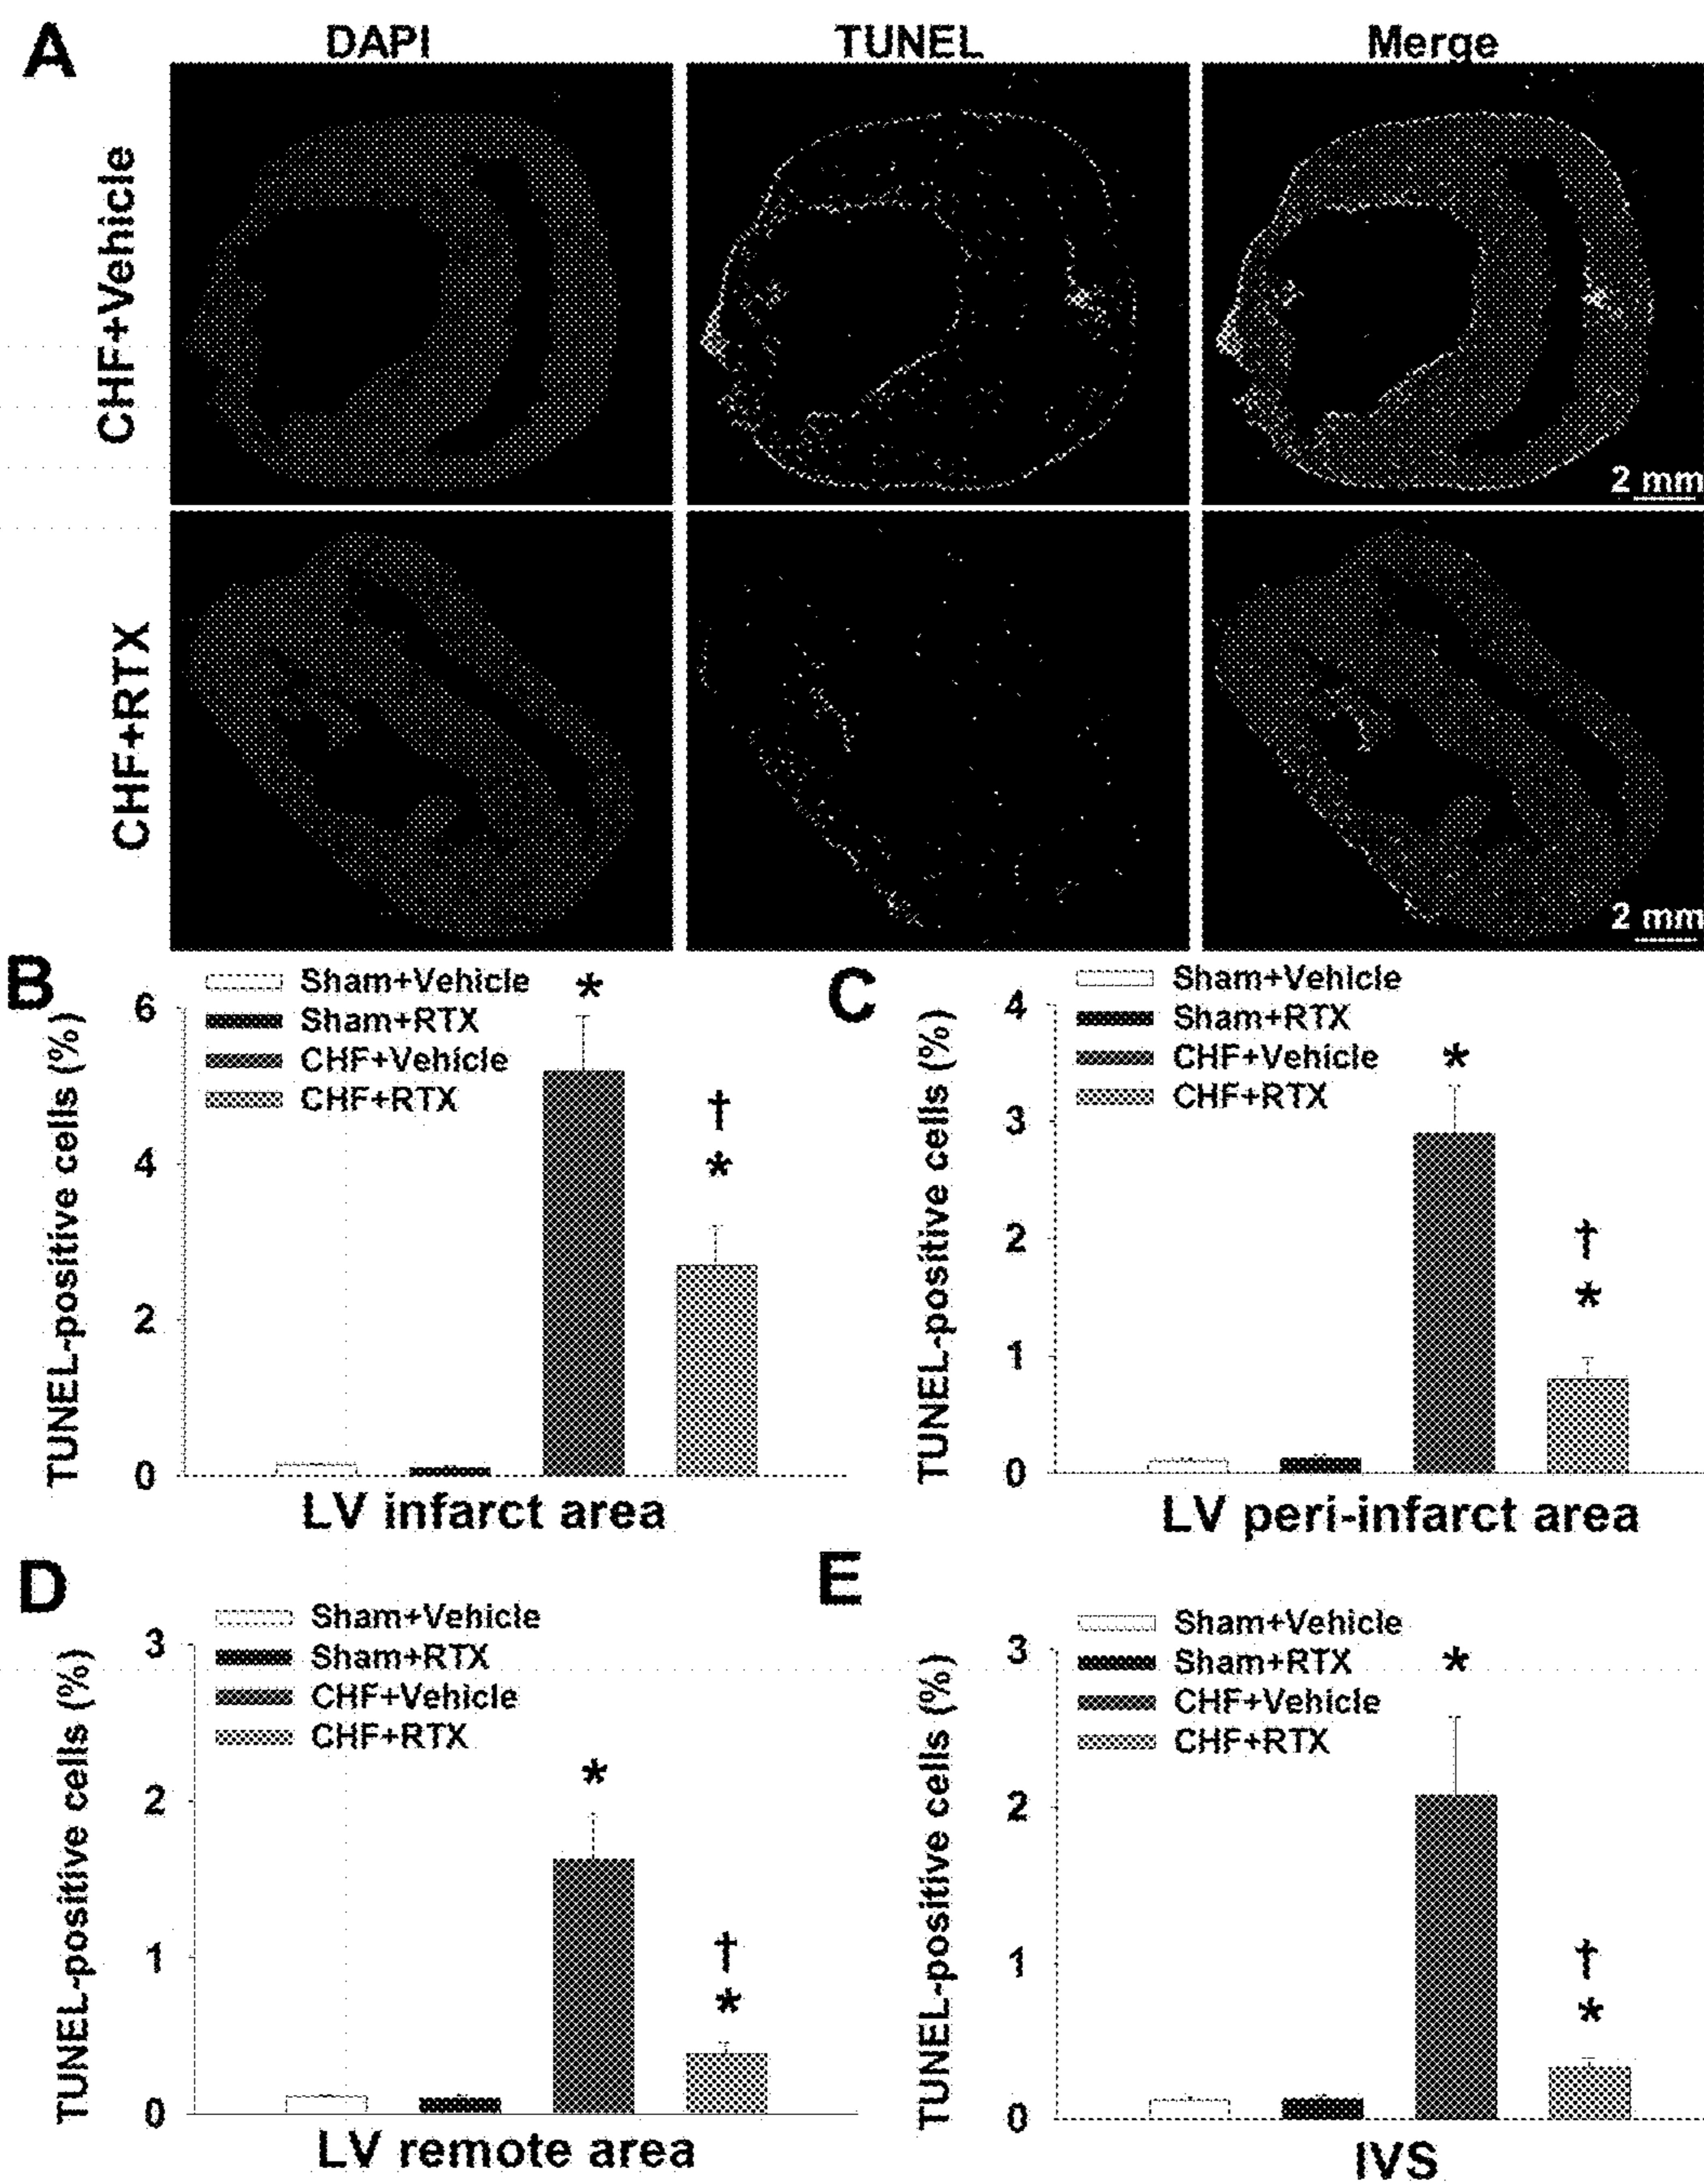 A
DAPI
TUNEL
Merge
CHF+Vehicle
2 mm
CHF+RTX
2 mm
B
Sham+Vehicle
Sham+RTX
CHF+Vehicle
CHF+RTX
TUNEL-positive cells (%)
6
4
2
0
*
†
*
LV infarct area
C
Sham+Vehicle
Sham+RTX
CHF+Vehicle
CHF+RTX
TUNEL-positive cells (%)
4
3
2
1
0
*
†
*
LV peri-infarct area
D
Sham+Vehicle
Sham+RTX
CHF+Vehicle
CHF+RTX
TUNEL-positive cells (%)
3
2
1
0
*
†
*
LV remote area
E
Sham+Vehicle
Sham+RTX
CHF+Vehicle
CHF+RTX
TUNEL-positive cells (%)
3
2
1
0
*
†
*
IVS